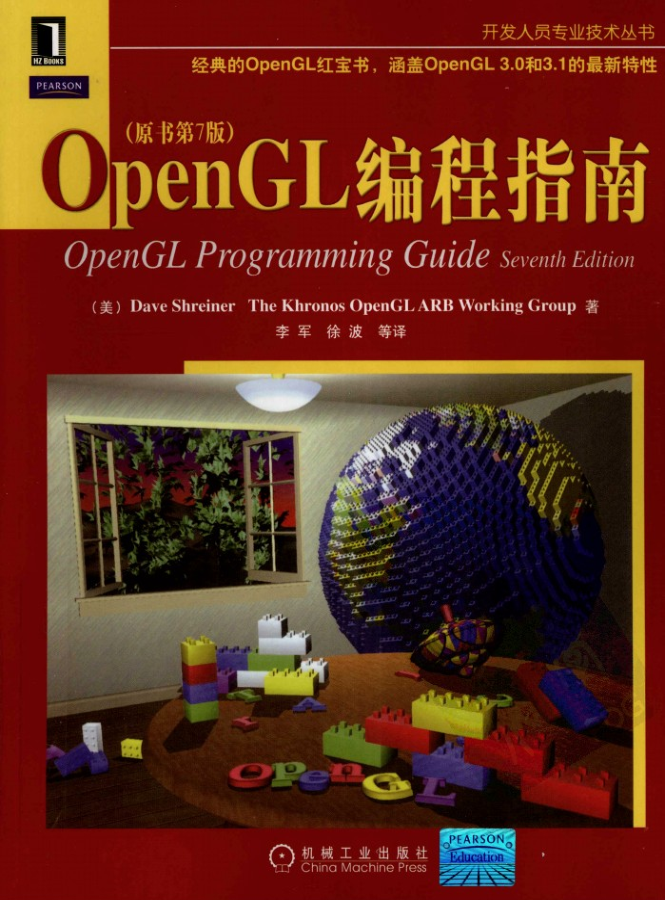 HZ BOOKS
PEARSON
开发人员专业技术丛书
经典的OpenGL红宝书，涵盖OpenGL 3.0和3.1的最新特性
（原书第7版）
OpenGL编程指南
OpenGL Programming Guide Seventh Edition
（美）Dave Shreiner The Khronos OpenGL ARB Working Group 著
李军 徐波 等译
OPenGL
机械工业出版社
China Machine Press
PEARSON
Education